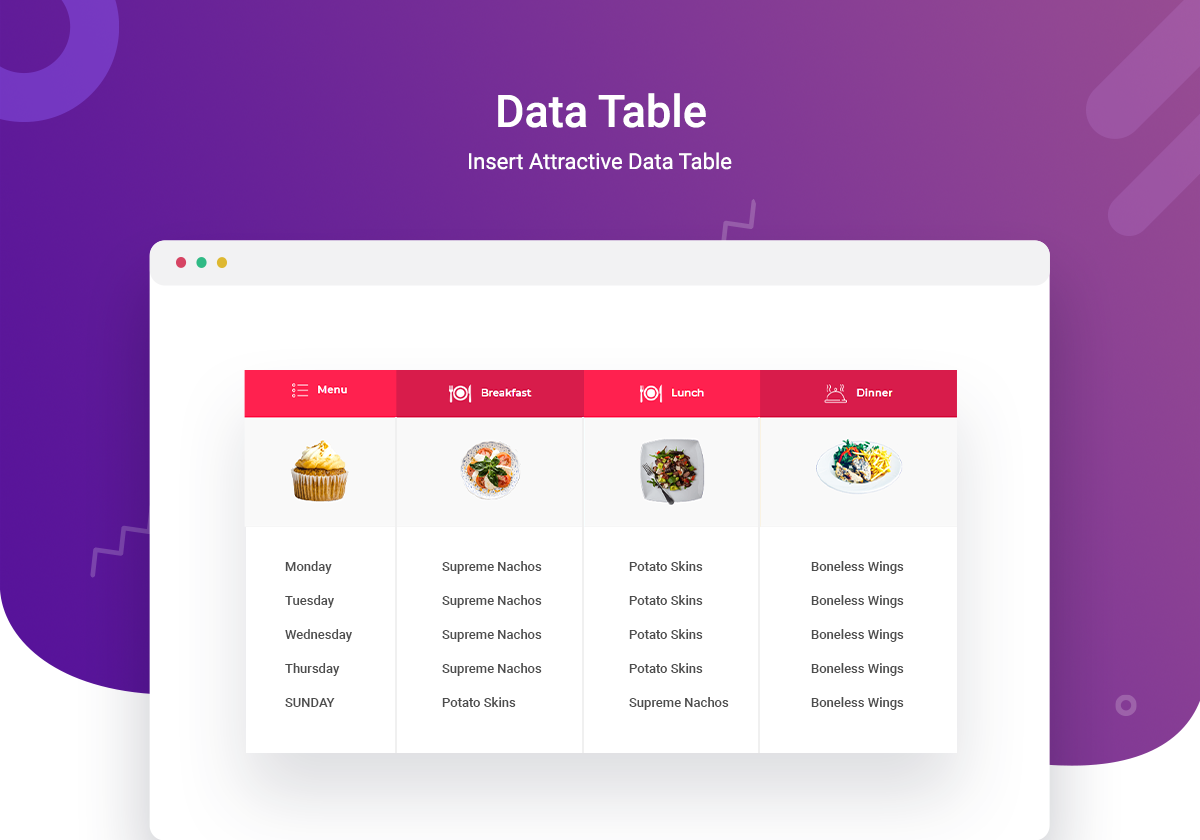 Data Table
Insert Attractive Data Table
Menu Breakfast Lunch Dinner
Monday Supreme Nachos Potato Skins Boneless Wings
Tuesday Supreme Nachos Potato Skins Boneless Wings
Wednesday Supreme Nachos Potato Skins Boneless Wings
Thursday Supreme Nachos Potato Skins Boneless Wings
SUNDAY Potato Skins Supreme Nachos Boneless Wings